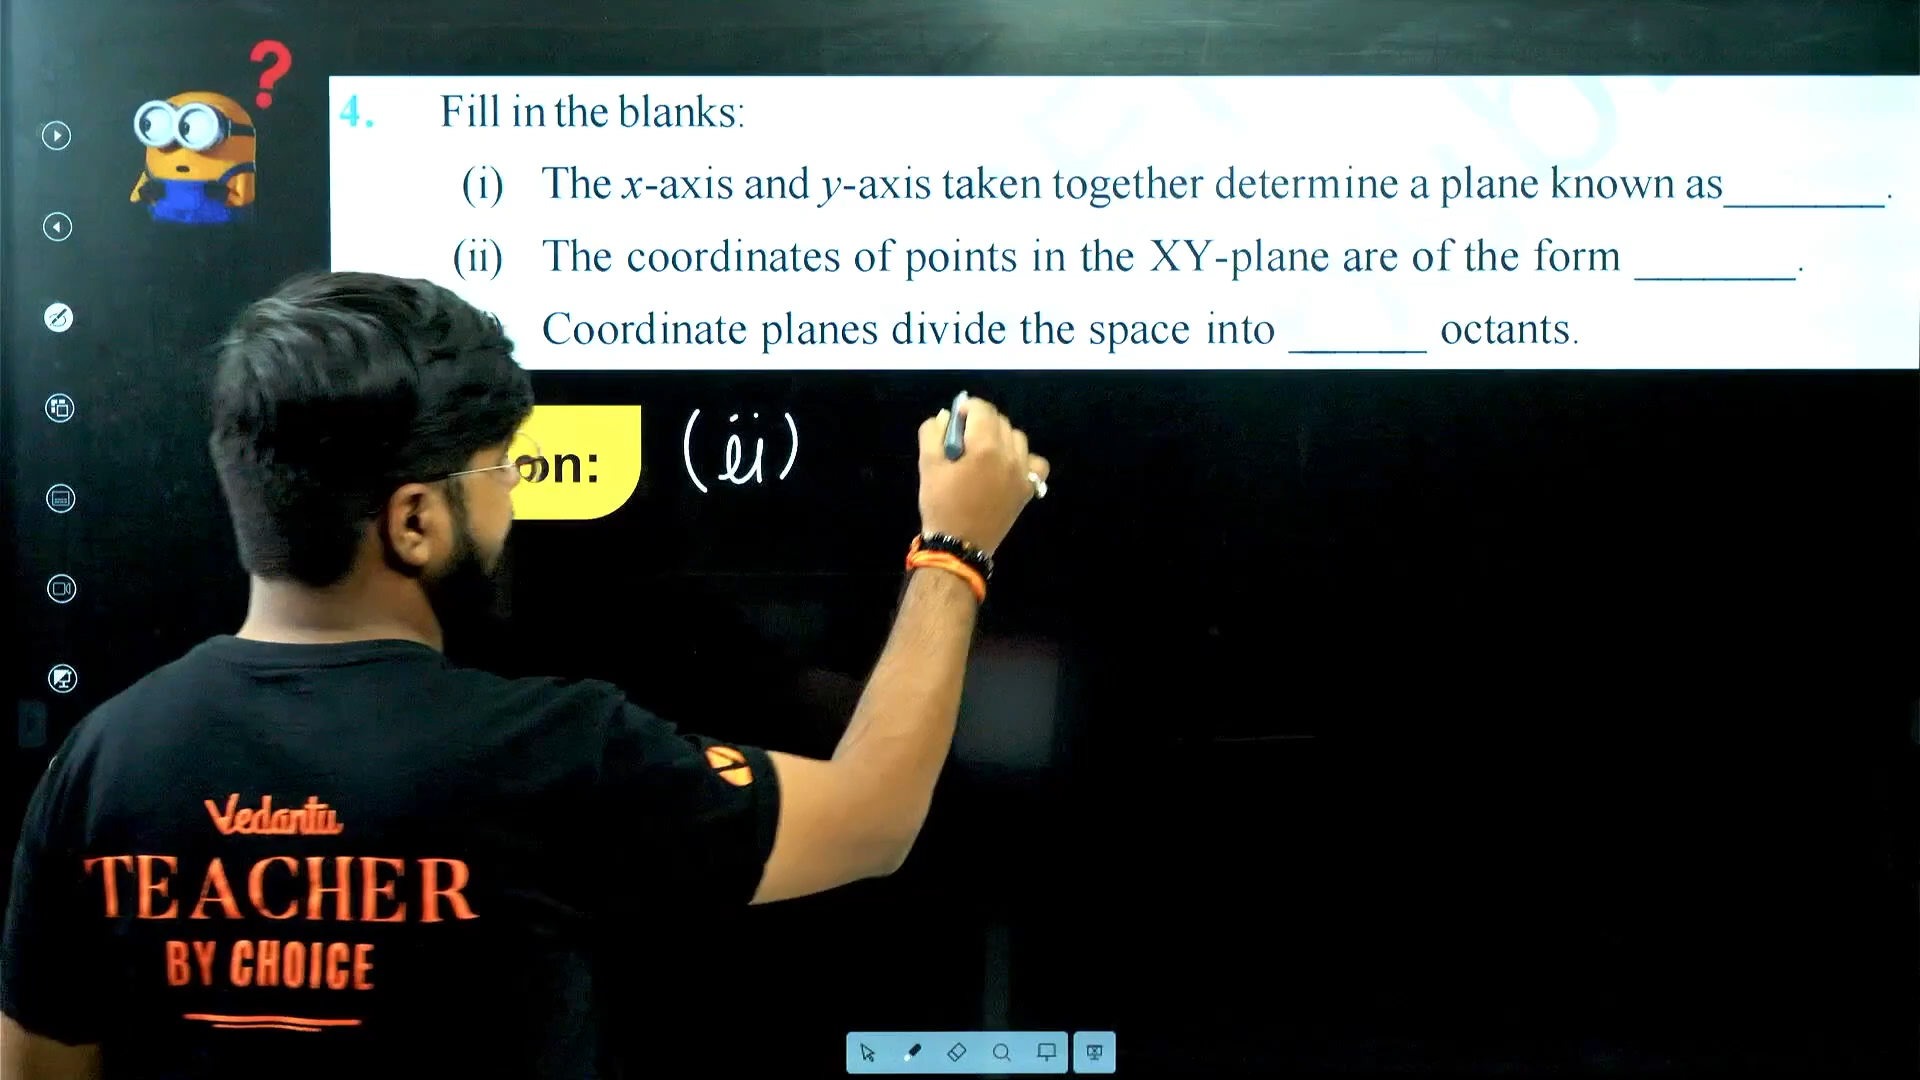 ?
4. Fill in the blanks:
(i) The x-axis and y-axis taken together determine a plane known as________.
(ii) The coordinates of points in the XY-plane are of the form ________.
) Coordinate planes divide the space into ______ octants.
on:
(ii)
Vedantu
TEACHER
BY CHOICE